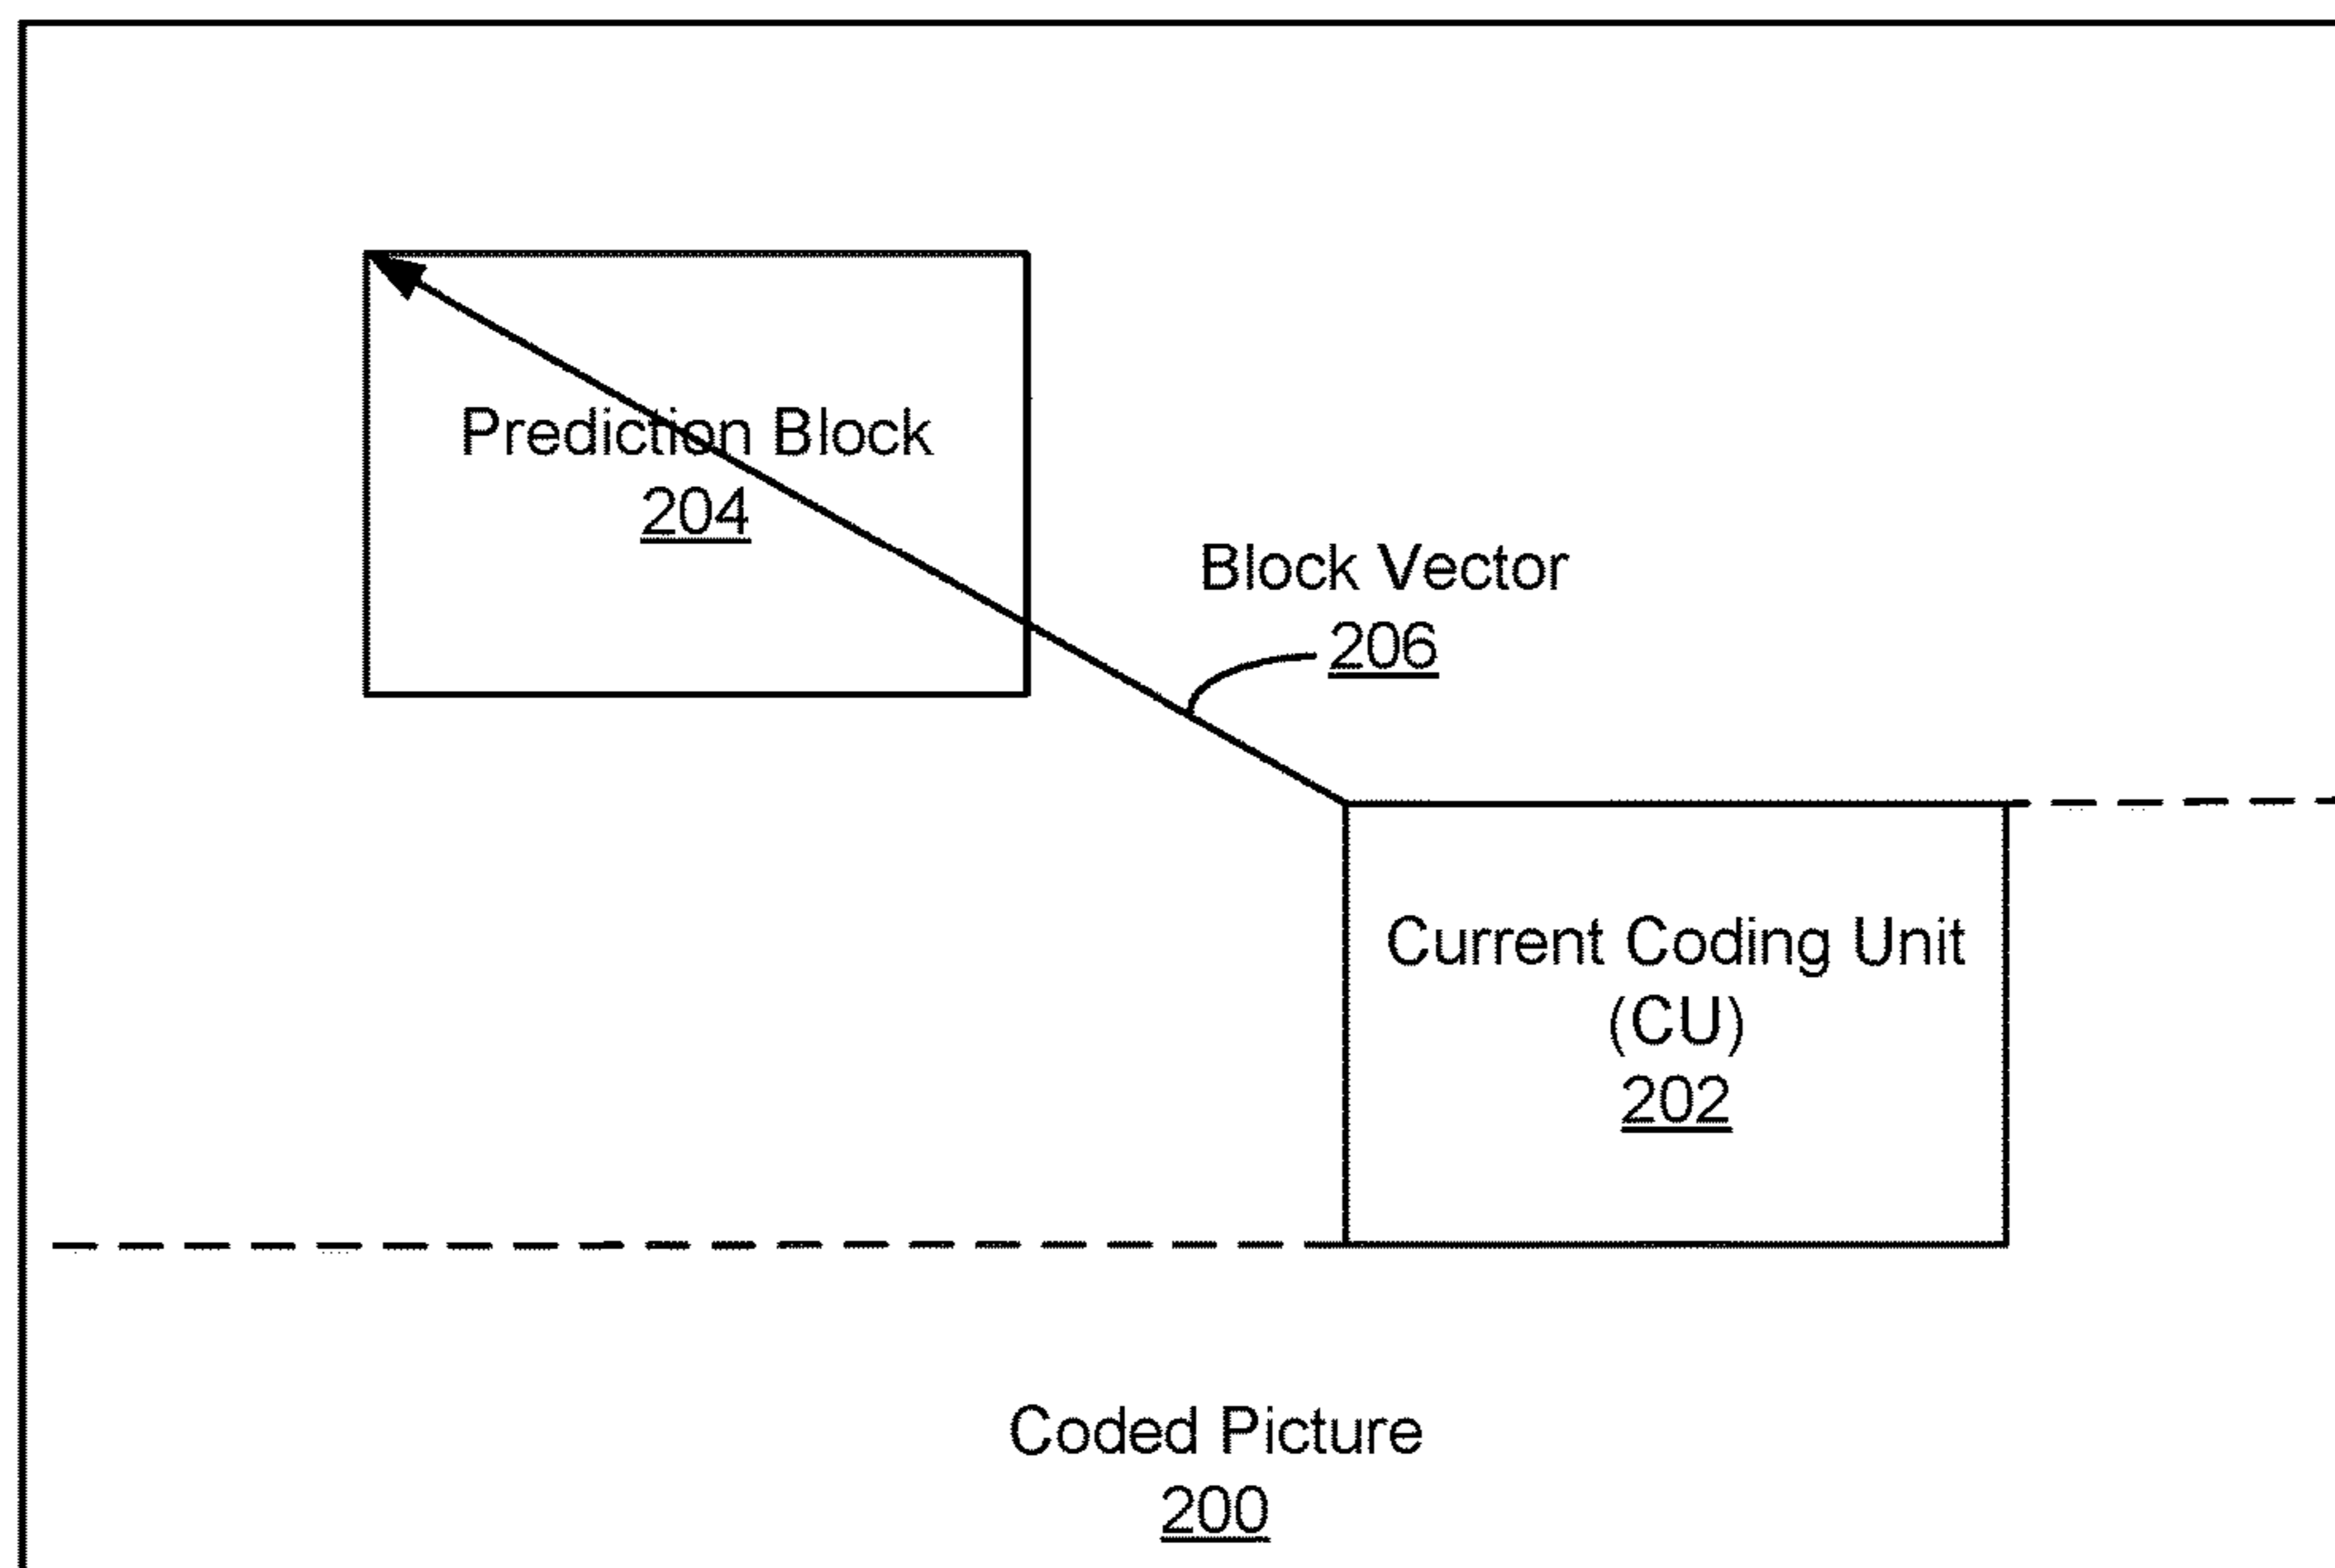 Prediction Block
204
Block Vector
206
Current Coding Unit
(CU)
202
Coded Picture
200